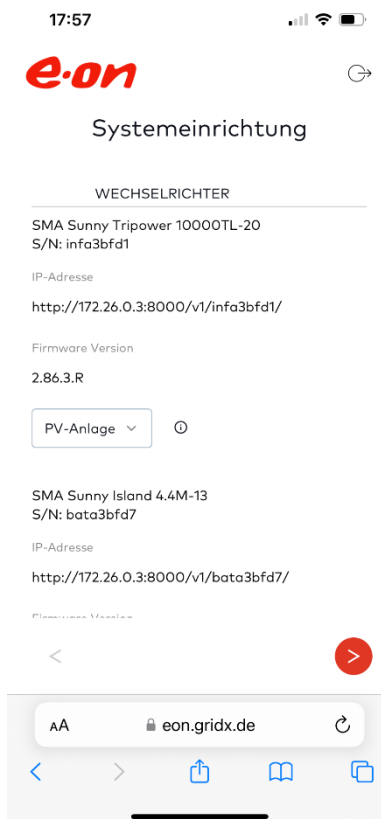 17:57
e·on
Systemeinrichtung
WECHSELRICHTER
SMA Sunny Tripower 10000TL-20
S/N: infa3bfd1
IP-Adresse
http://172.26.0.3:8000/v1/infa3bfd1/
Firmware Version
2.86.3.R
PV-Anlage
SMA Sunny Island 4.4M-13
S/N: bata3bfd7
IP-Adresse
http://172.26.0.3:8000/v1/bata3bfd7/
Firmware Version
AA eon.gridx.de